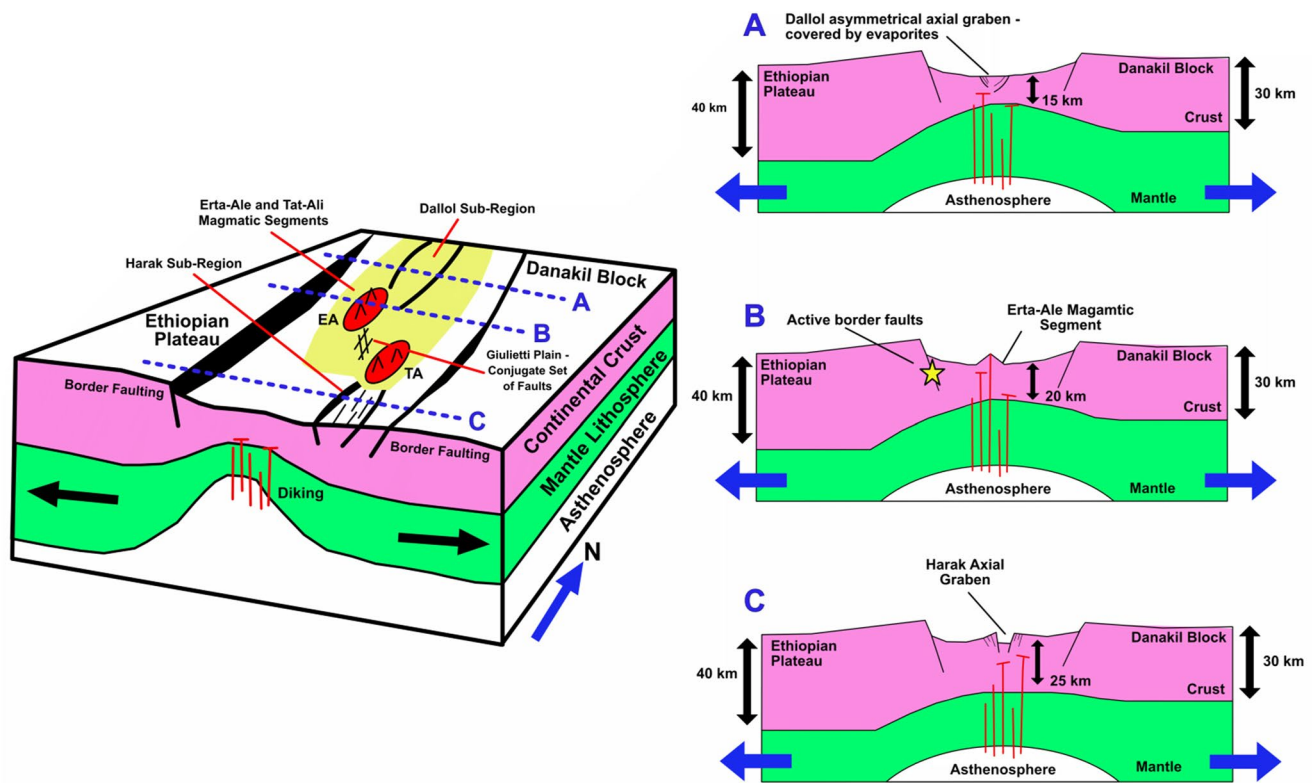 Erta-Ale and Tat-Ali
Magmatic Segments
Dallol Sub-Region
Harak Sub-Region
Danakil Block
A
EA
B
Ethiopian
Plateau
Giulietti Plain -
Conjugate Set
of Faults
TA
Border Faulting
C
Border Faulting
Diking
Continental Crust
Mantle Lithosphere
Asthenosphere
N
A
Dallol asymmetrical axial graben -
covered by evaporites
Ethiopian
Plateau
Danakil Block
40 km
15 km
30 km
Crust
Asthenosphere
Mantle
B
Active border faults
Erta-Ale Magamtic
Segment
Ethiopian
Plateau
Danakil Block
40 km
20 km
30 km
Crust
Asthenosphere
Mantle
C
Harak Axial
Graben
Ethiopian
Plateau
Danakil Block
40 km
25 km
30 km
Crust
Asthenosphere
Mantle